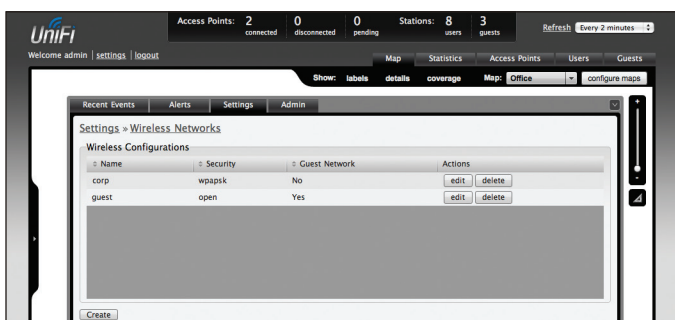 UniFi
Access Points: 2 connected 0 disconnected 0 pending Stations: 8 users 3 guests Refresh Every 2 minutes
Welcome admin | settings | logout
Map Statistics Access Points Users Guests
Show: labels details coverage Map: Office configure maps
Recent Events Alerts Settings Admin
Settings » Wireless Networks
Wireless Configurations
Name Security Guest Network Actions
corp wpapsk No edit delete
guest open Yes edit delete
Create
+
-